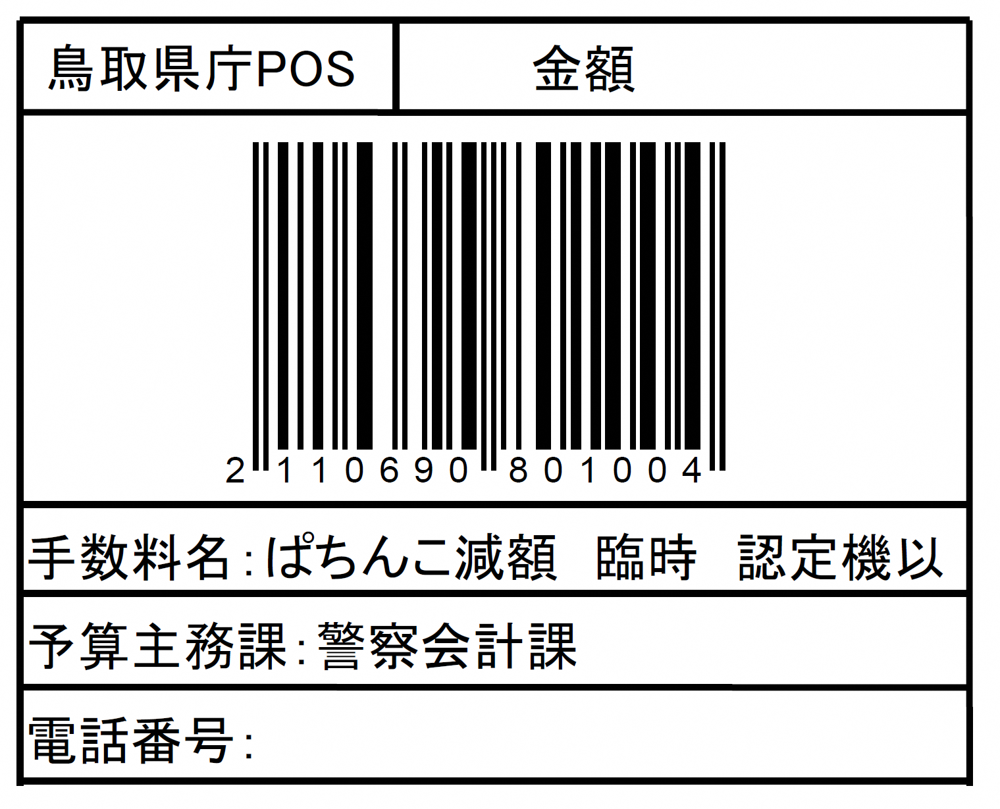 鳥取県庁POS 金額
2 110690 801004
手数料名:ぱちんこ減額　臨時　認定機以
予算主務課:警察会計課
電話番号: